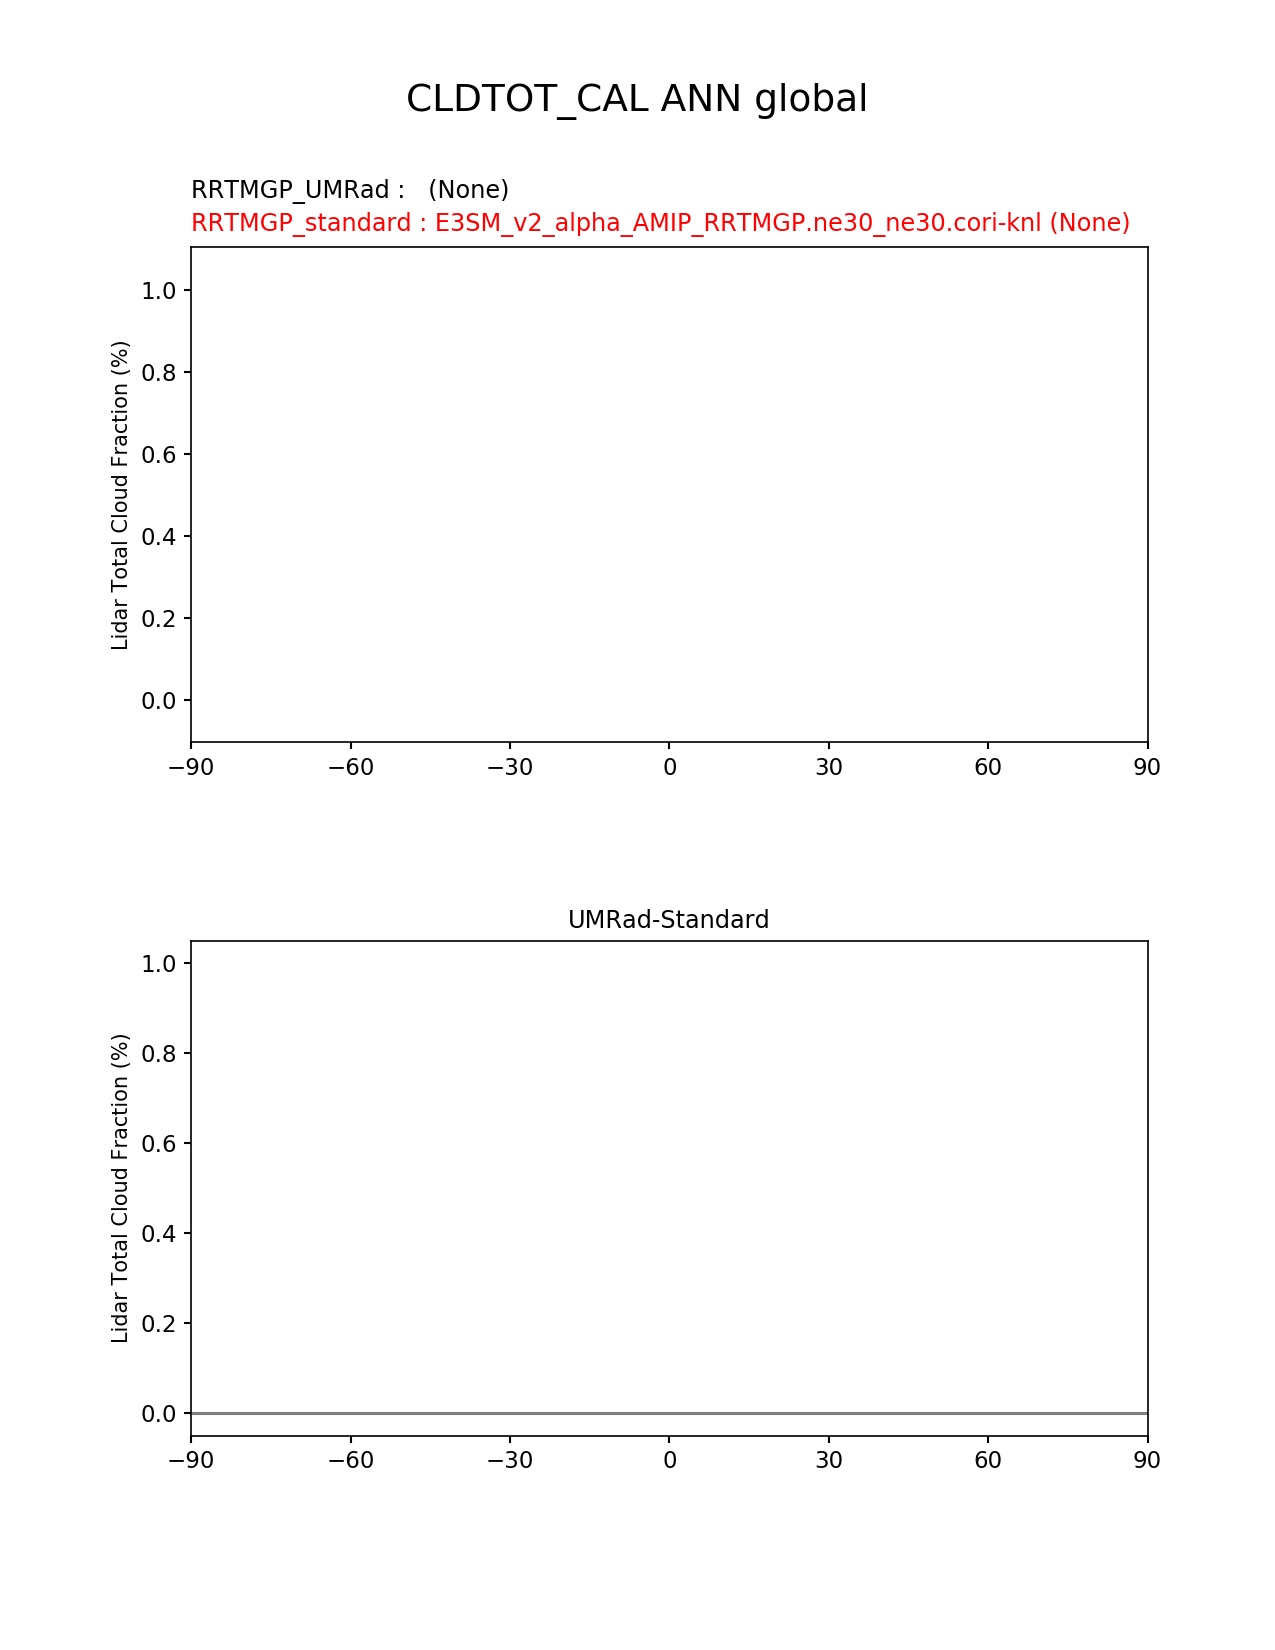 CLDTOT_CAL ANN global
RRTMGP_UMRad :   (None)
RRTMGP_standard : E3SM_v2_alpha_AMIP_RRTMGP.ne30_ne30.cori-knl (None)
Lidar Total Cloud Fraction (%)
1.0
0.8
0.6
0.4
0.2
0.0
−90 −60 −30 0 30 60 90
UMRad-Standard
Lidar Total Cloud Fraction (%)
1.0
0.8
0.6
0.4
0.2
0.0
−90 −60 −30 0 30 60 90